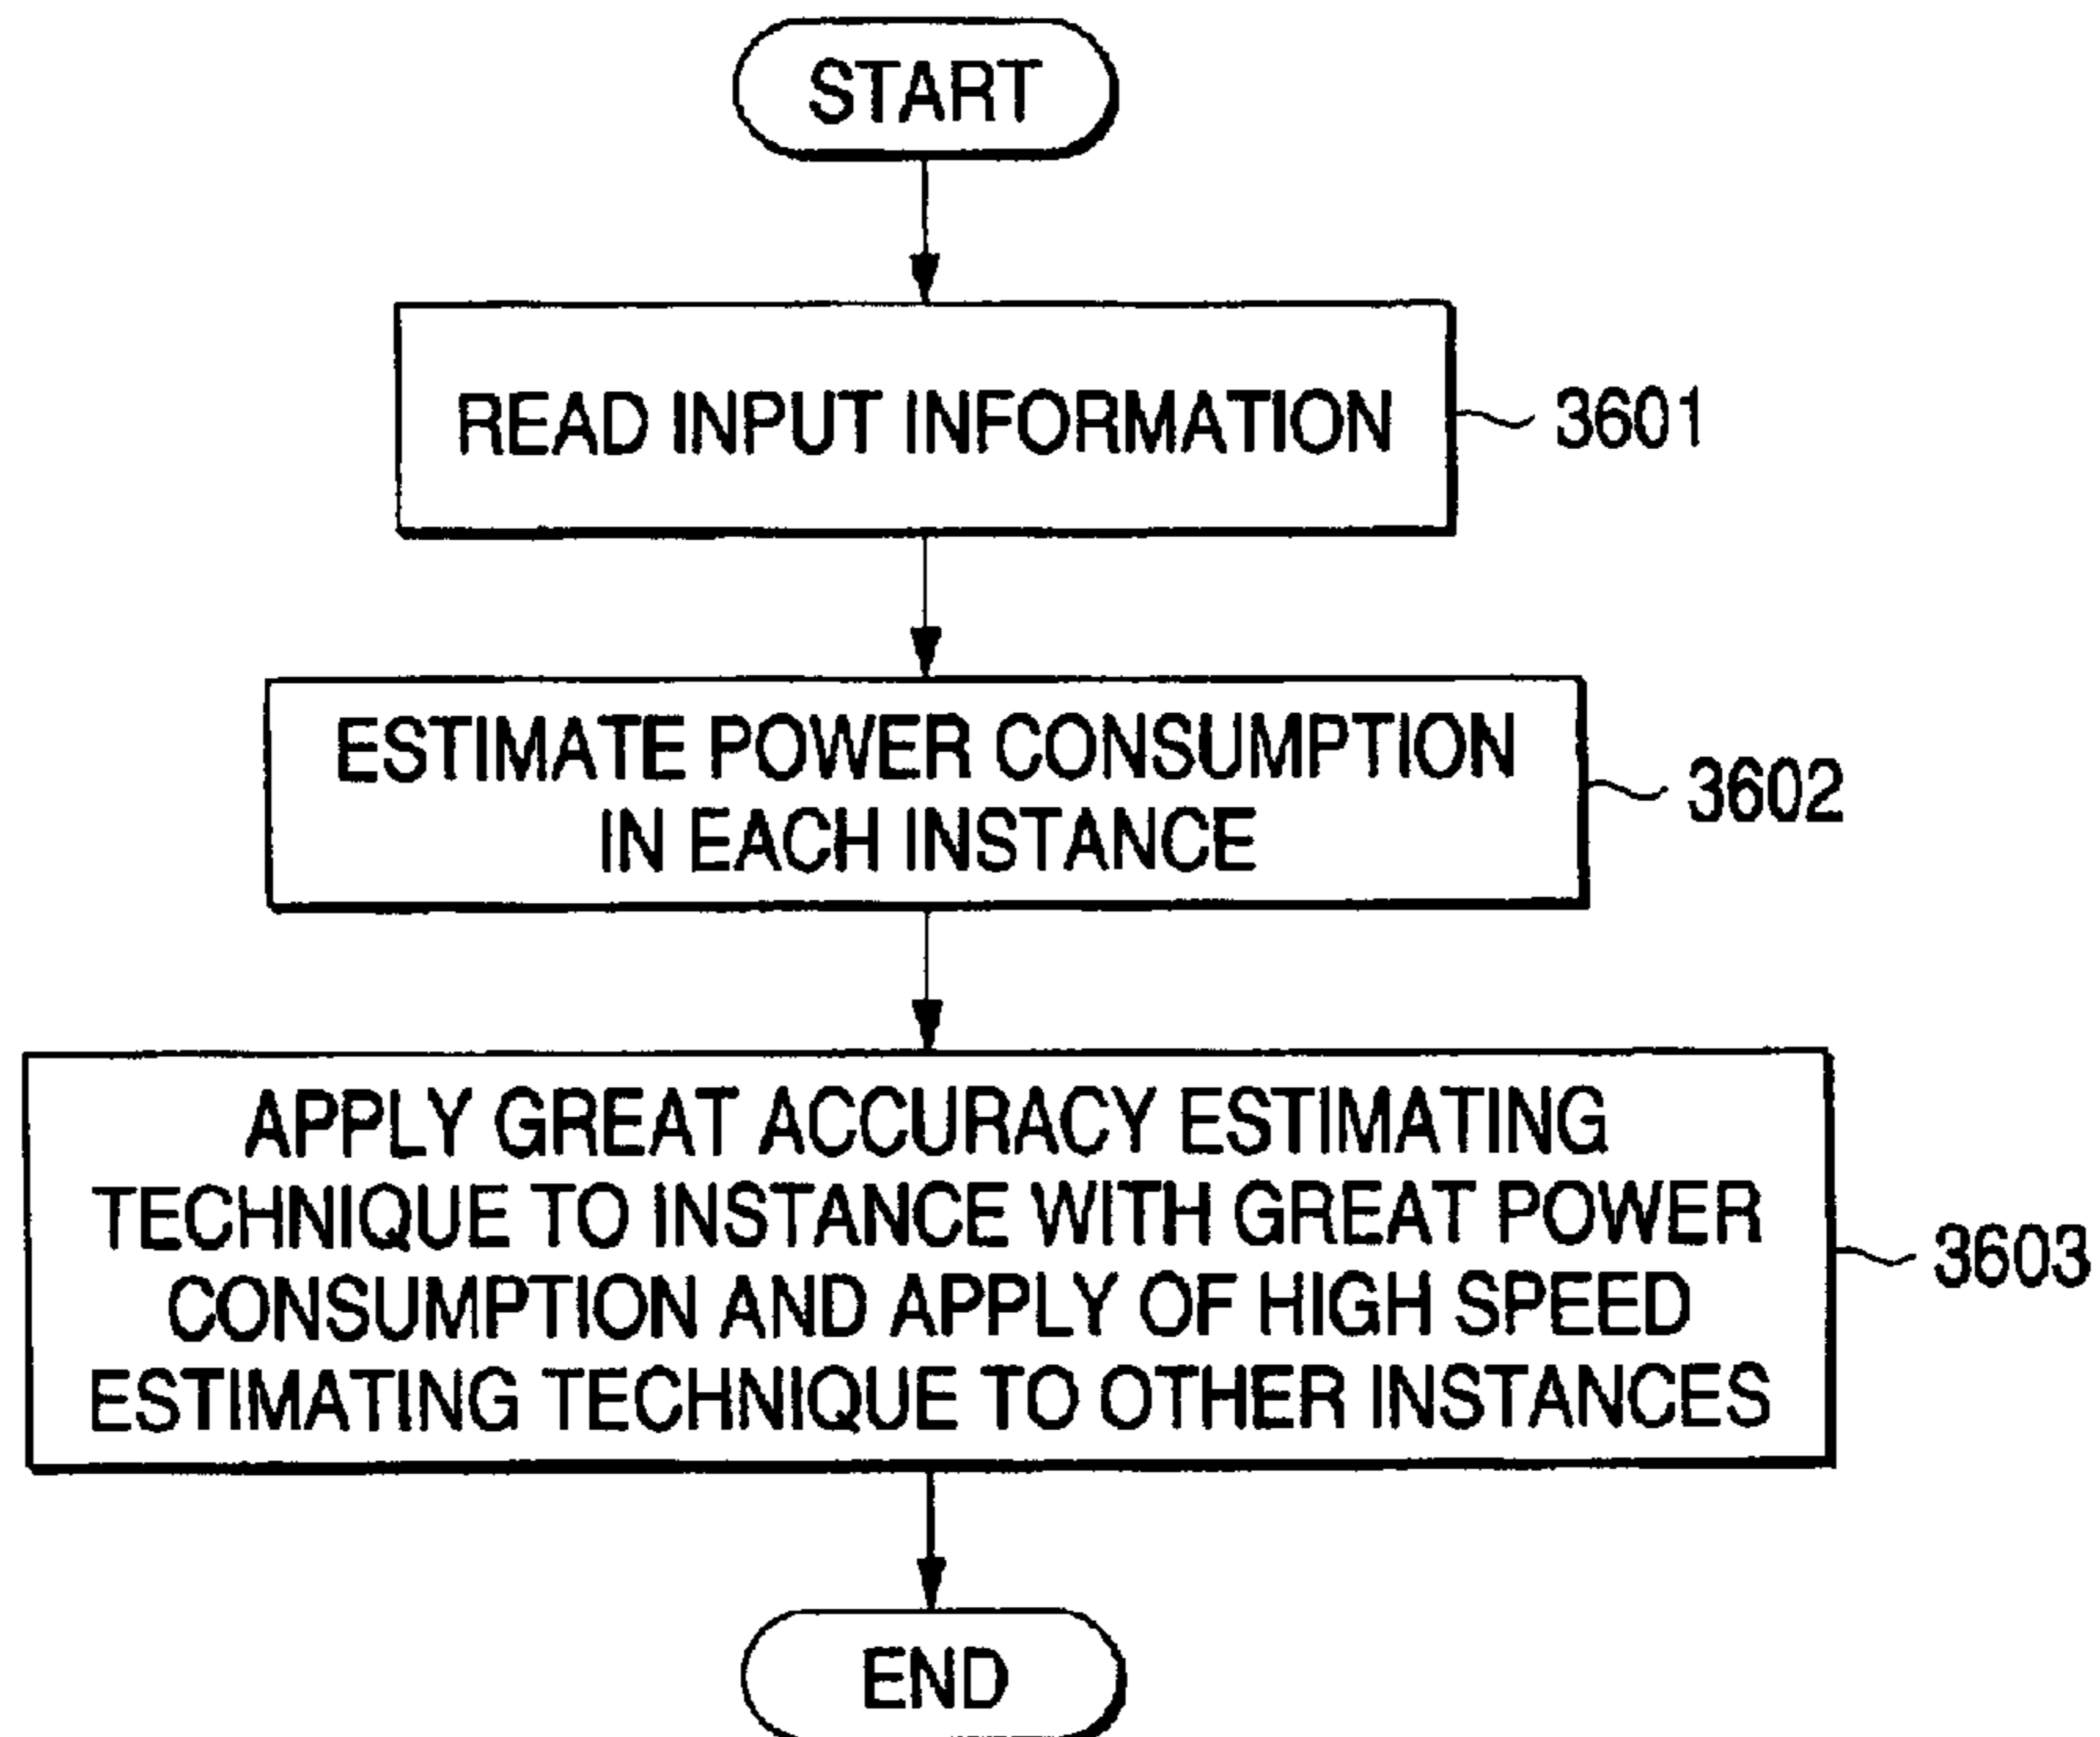 START
READ INPUT INFORMATION
3601
ESTIMATE POWER CONSUMPTION
IN EACH INSTANCE
3602
APPLY GREAT ACCURACY ESTIMATING
TECHNIQUE TO INSTANCE WITH GREAT POWER
CONSUMPTION AND APPLY OF HIGH SPEED
ESTIMATING TECHNIQUE TO OTHER INSTANCES
3603
END